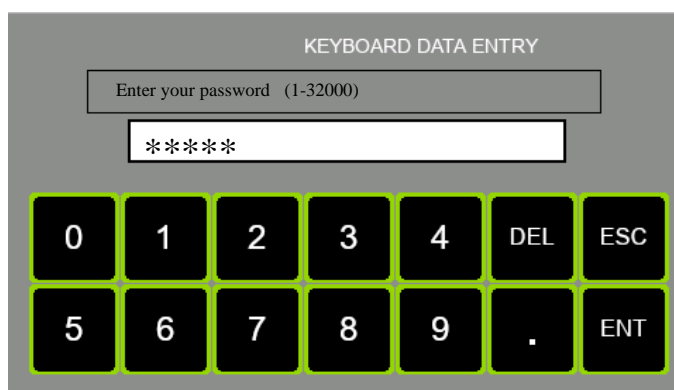 KEYBOARD DATA ENTRY
Enter your password (1-32000)
*****
0 1 2 3 4 DEL ESC
5 6 7 8 9 . ENT